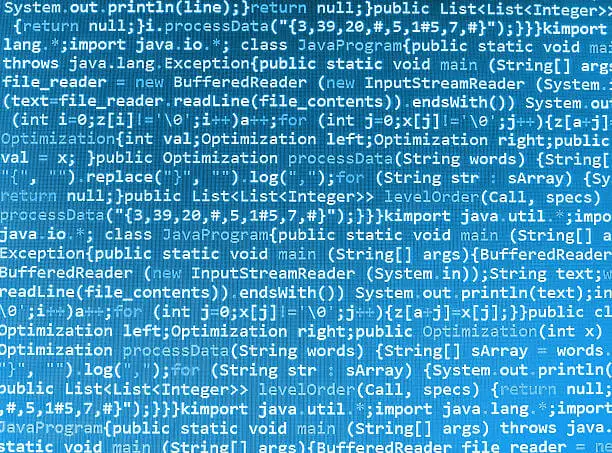 System.out.println(line);}return null;}public List<List<Integer>>
{return null;}i.processData("{3,39,20,#,5,1#5,7,#}");}}}kimport
lang.*;import java.io.*; class JavaProgram{public static void ma
throws java.lang.Exception{public static void main (String[] args
file_reader = new BufferedReader (new InputStreamReader (System.i
(text=file_reader.readLine(file_contents)).endsWith()) System.ou
(int i=0;z[i]!='\0';i++)a++;for (int j=0;x[j]!='\0';j++){z[a+j]
Optimization{int val;Optimization left;Optimization right;public
val = x; }public Optimization processData(String words) {String[
"{", "").replace("}", "").log(",");for (String str : sArray) {Sy
return null;}public List<List<Integer>> levelOrder(Call, specs)
processData("{3,39,20,#,5,1#5,7,#}");}}}kimport java.util.*;impo
java.io.*; class JavaProgram{public static void main (String[] a
Exception{public static void main (String[] args){BufferedReader
BufferedReader (new InputStreamReader (System.in));String text;w
readLine(file_contents)).endsWith()) System.out.println(text);in
\0';i++)a++;for (int j=0;x[j]!='\0';j++){z[a+j]=x[j];}}public cl
Optimization left;Optimization right;public Optimization(int x)
Optimization processData(String words) {String[] sArray = words.
"}", "").log(",");for (String str : sArray) {System.out.println(
public List<List<Integer>> levelOrder(Call, specs) {return null;
,#,5,1#5,7,#}");}}}kimport java.util.*;import java.lang.*;import
JavaProgram{public static void main (String[] args) throws java.
static void main (String[] args){BufferedReader file_reader = ne